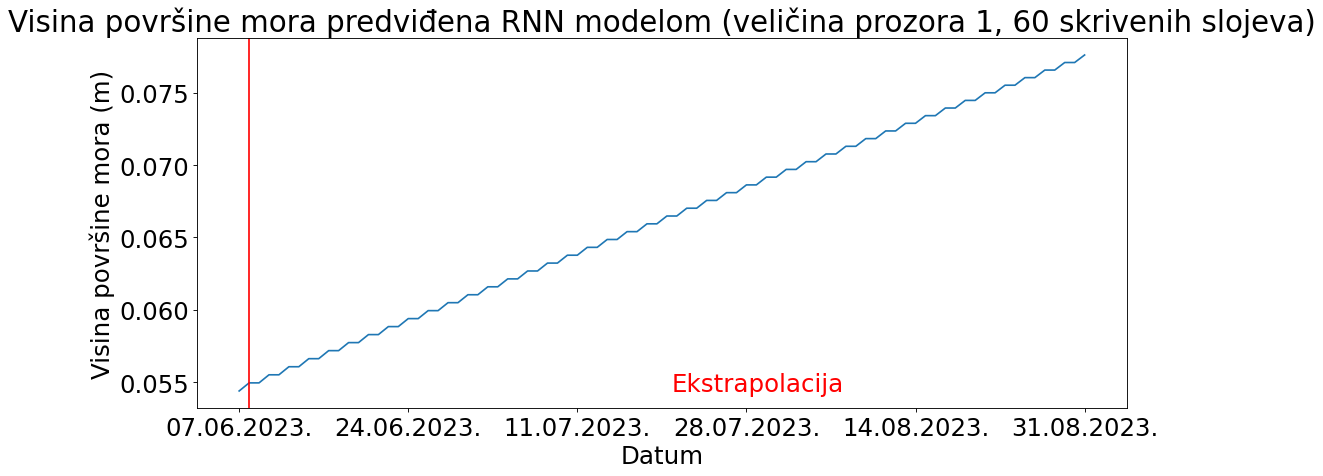 Visina površine mora predviđena RNN modelom (veličina prozora 1, 60 skrivenih slojeva)
Visina površine mora (m)
0.075
0.070
0.065
0.060
0.055
Ekstrapolacija
07.06.2023. 24.06.2023. 11.07.2023. 28.07.2023. 14.08.2023. 31.08.2023.
Datum